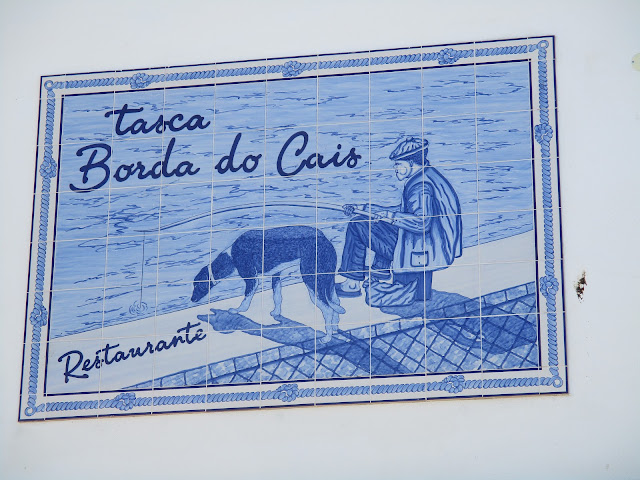 tasca
Borda do Cais
Restaurante